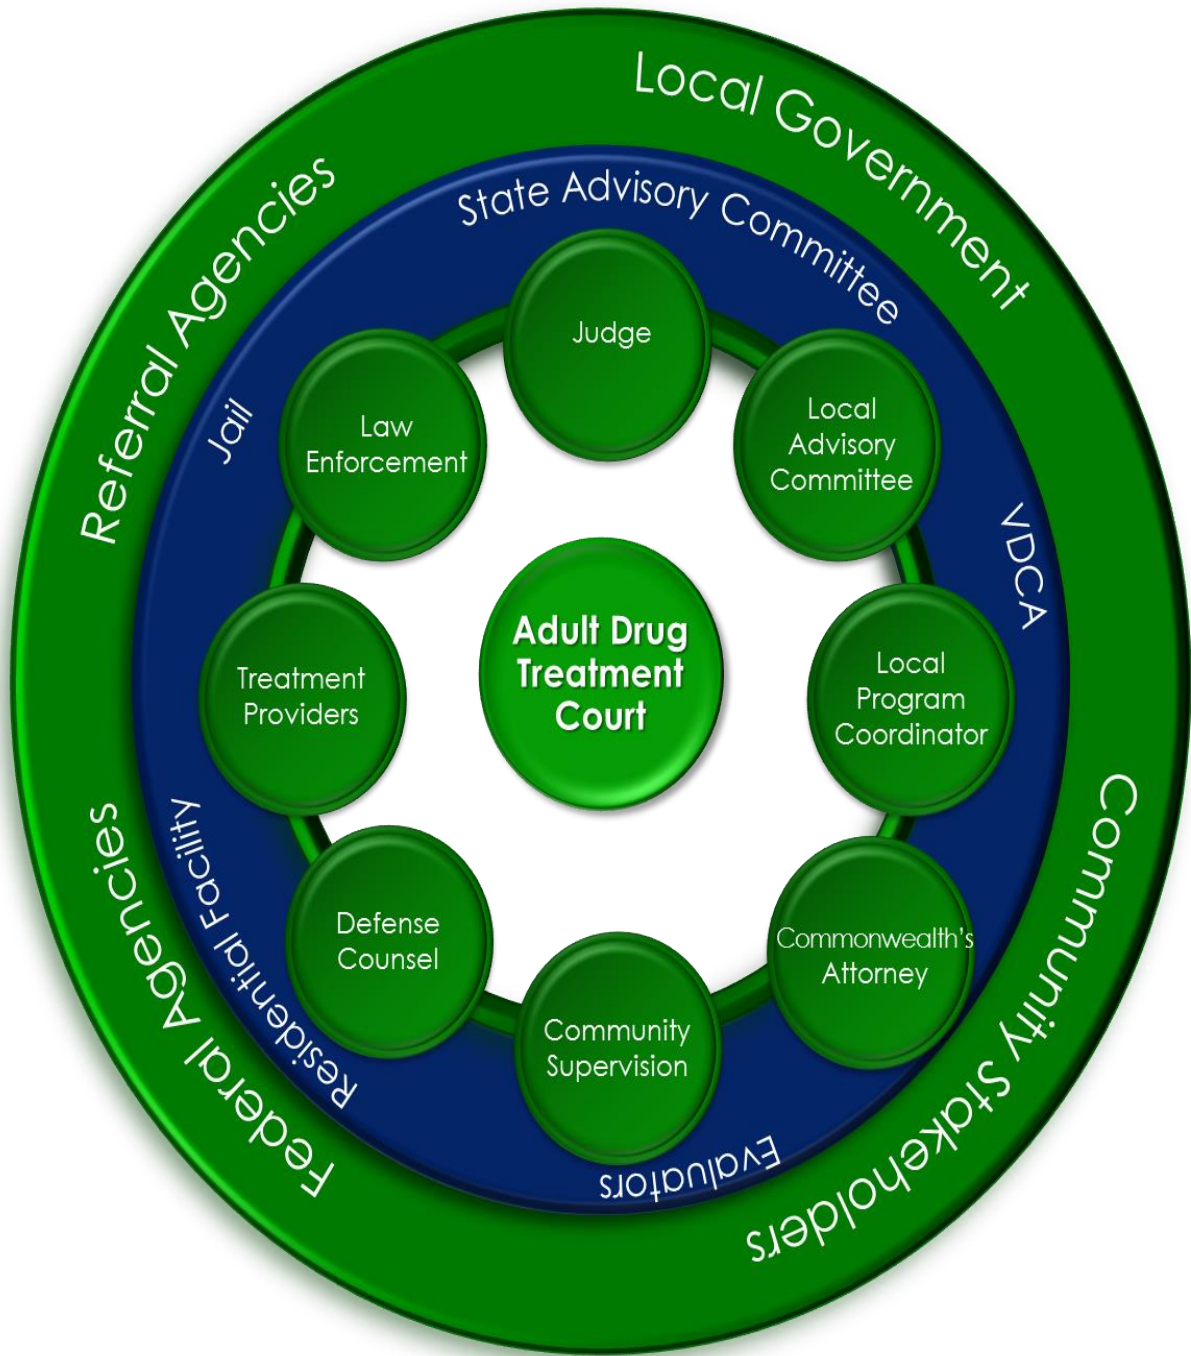 Local Government
Referral Agencies
State Advisory Committee
Jail
VDCA
Judge
Law
Enforcement
Local
Advisory
Committee
Adult Drug
Treatment
Court
Treatment
Providers
Local
Program
Coordinator
Defense
Counsel
Commonwealth's
Attorney
Community
Supervision
Residential Facility
Evaluators
Federal Agencies
Community Stakeholders